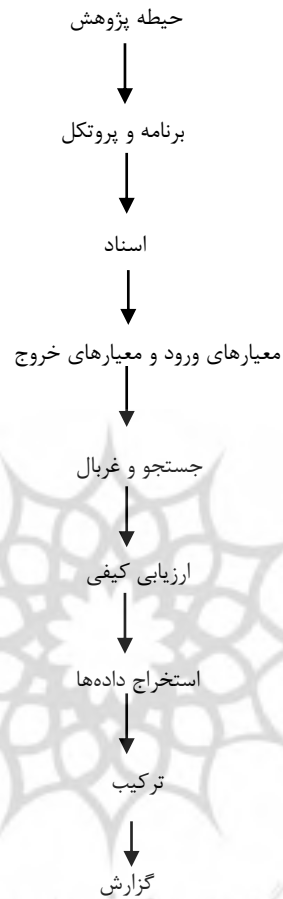 حیطه پژوهش
برنامه و پروتکل
اسناد
معیارهای ورود و معیارهای خروج
جستجو و غربال
ارزیابی کیفی
استخراج داده‌ها
ترکیب
گزارش